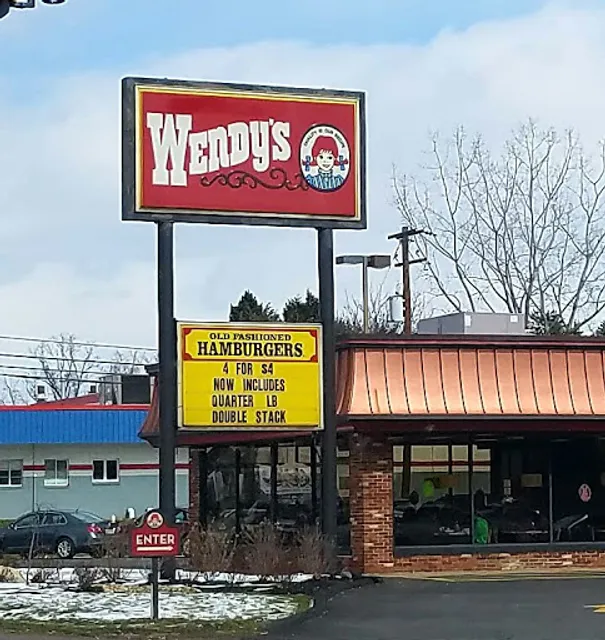 WENDY'S
OLD FASHIONED
HAMBURGERS
4 FOR $4
NOW INCLUDES
QUARTER LB
DOUBLE STACK
ENTER